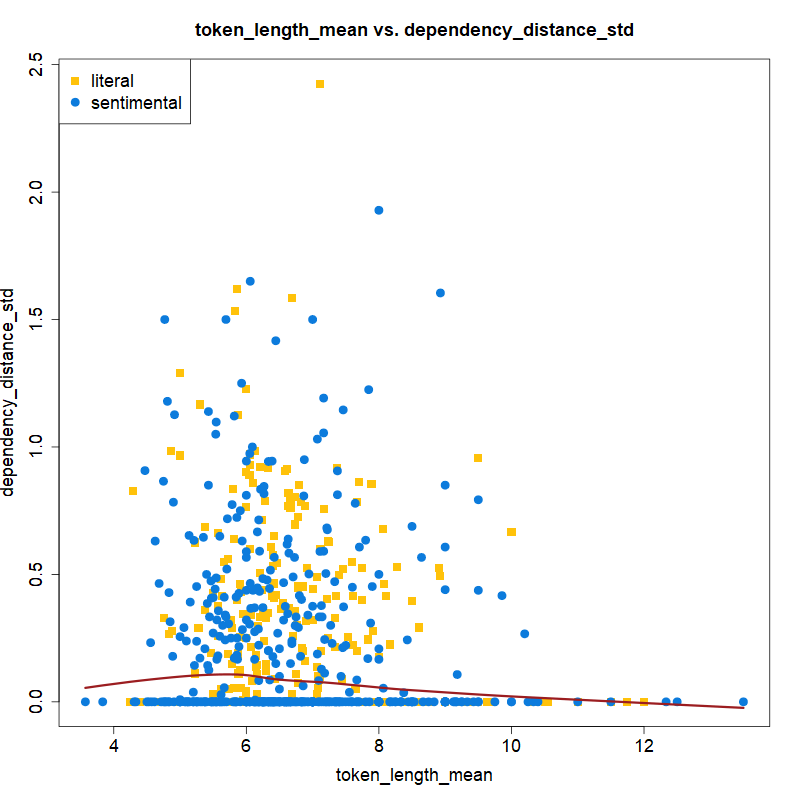 token_length_mean vs. dependency_distance_std
literal
sentimental
dependency_distance_std
2.5
2.0
1.5
1.0
0.5
0.0
4 6 8 10 12
token_length_mean